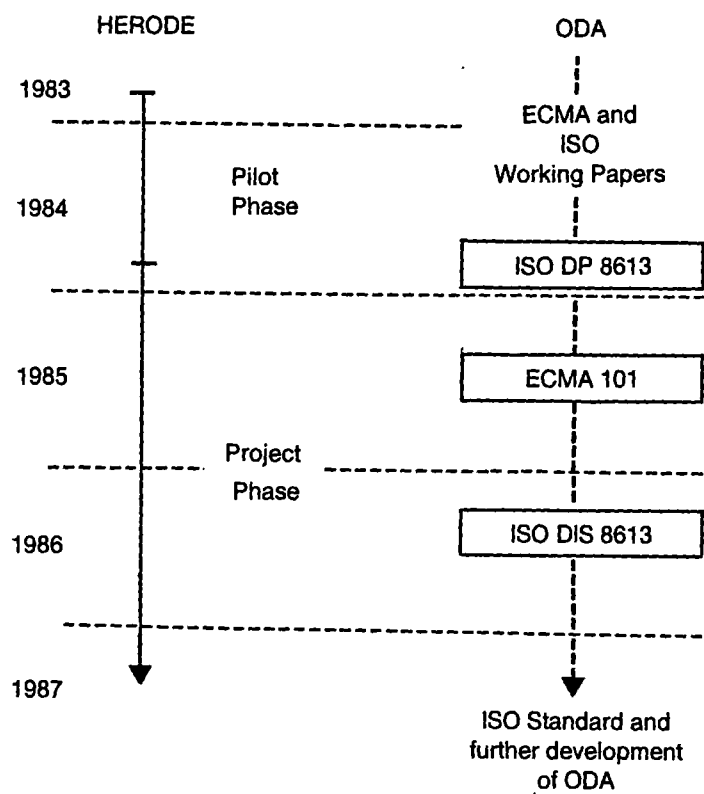 HERODE
ODA
1983
ECMA and
ISO
Working Papers
Pilot
Phase
1984
ISO DP 8613
1985
ECMA 101
Project
Phase
1986
ISO DIS 8613
1987
ISO Standard and
further development
of ODA